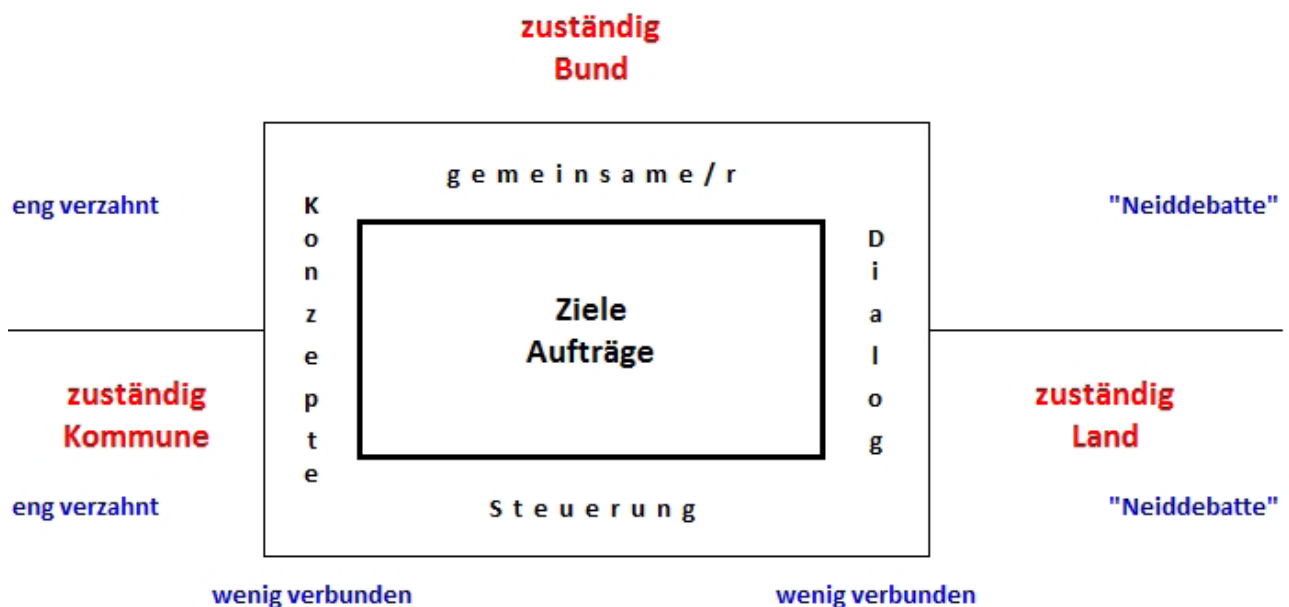 zuständig
Bund
gemeinsame/r
eng verzahnt
"Neiddebatte"
Konzepte
Dialog
Ziele
Aufträge
zuständig
Kommune
zuständig
Land
eng verzahnt
"Neiddebatte"
Steuerung
wenig verbunden
wenig verbunden